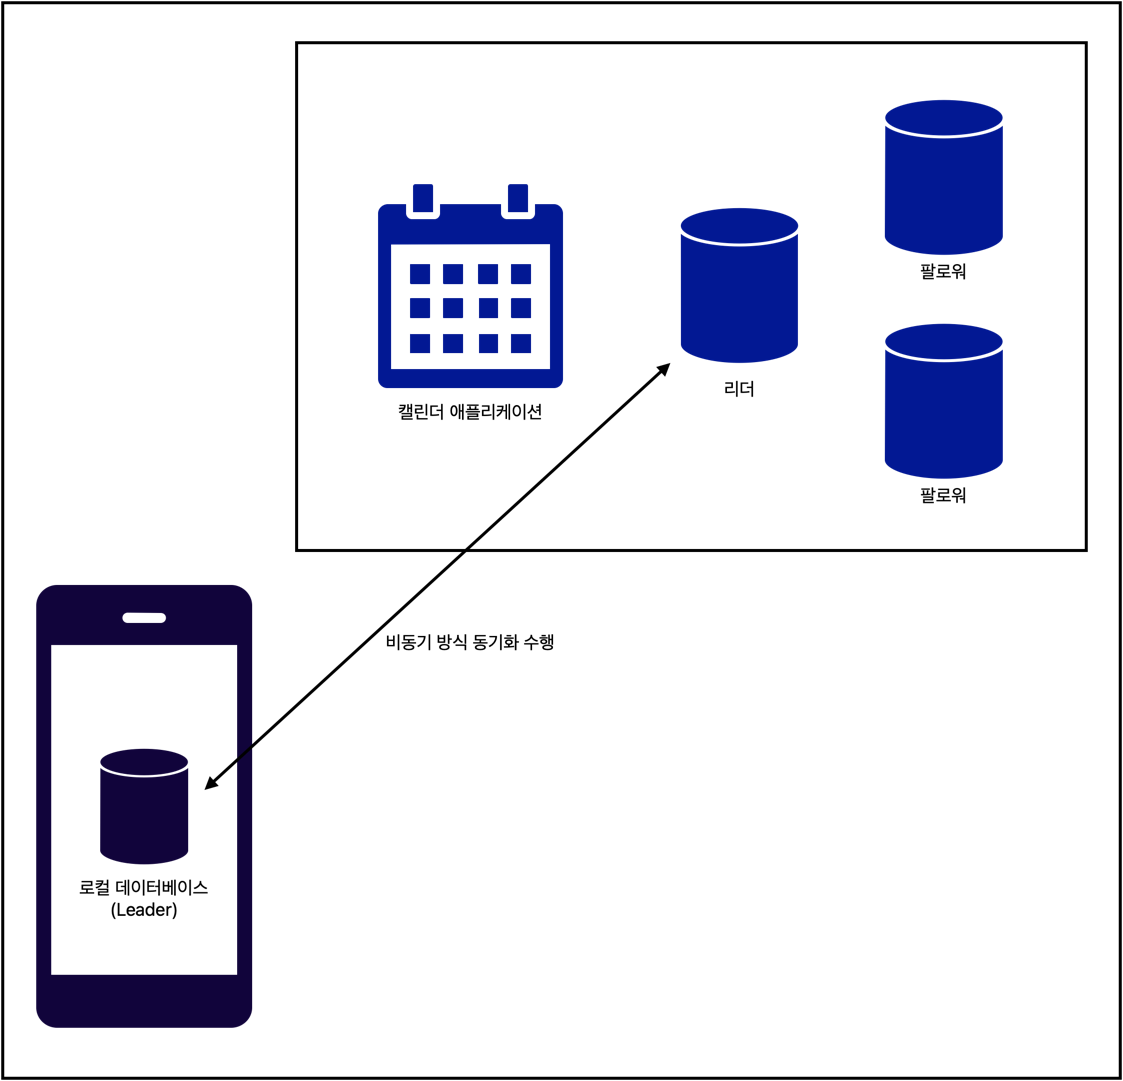 팔로워
리더
캘린더 애플리케이션
팔로워
비동기 방식 동기화 수행
로컬 데이터베이스
(Leader)